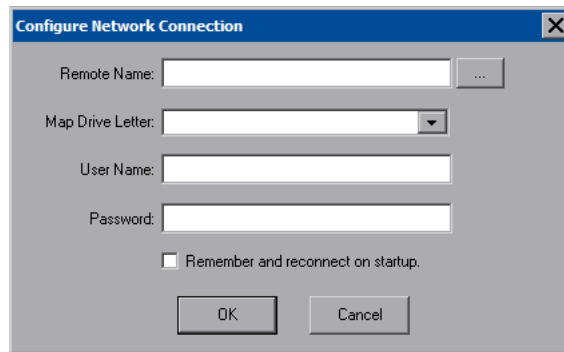 Configure Network Connection
Remote Name:
...
Map Drive Letter:
User Name:
Password:
Remember and reconnect on startup.
OK
Cancel